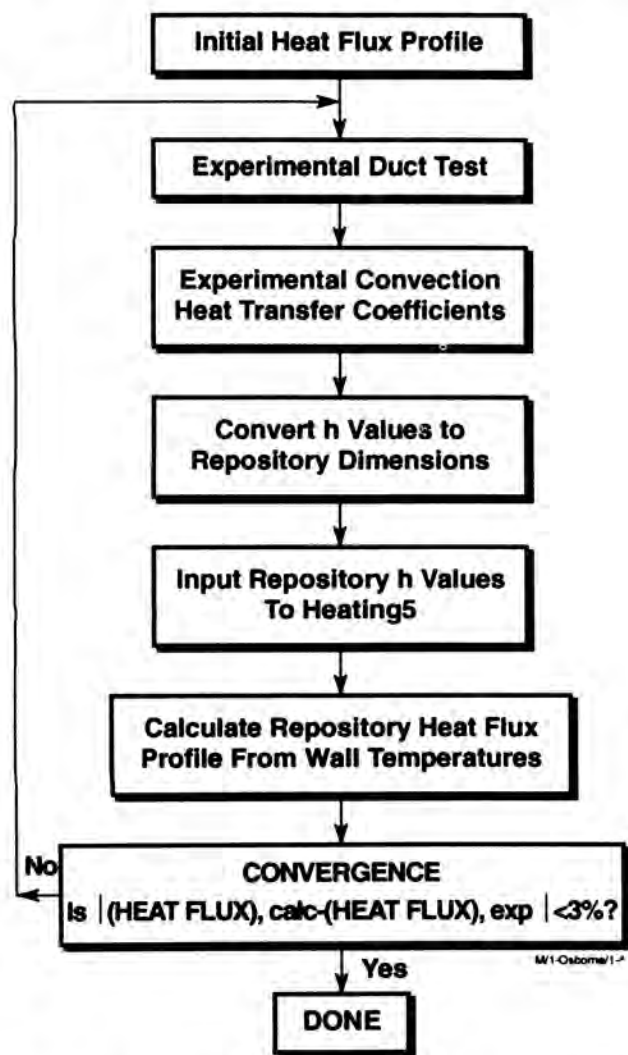 Initial Heat Flux Profile
Experimental Duct Test
Experimental Convection
Heat Transfer Coefficients
Convert h Values to
Repository Dimensions
Input Repository h Values
To Heating5
Calculate Repository Heat Flux
Profile From Wall Temperatures
No
CONVERGENCE
Is |(HEAT FLUX), calc-(HEAT FLUX), exp | <3%?
Yes
DONE